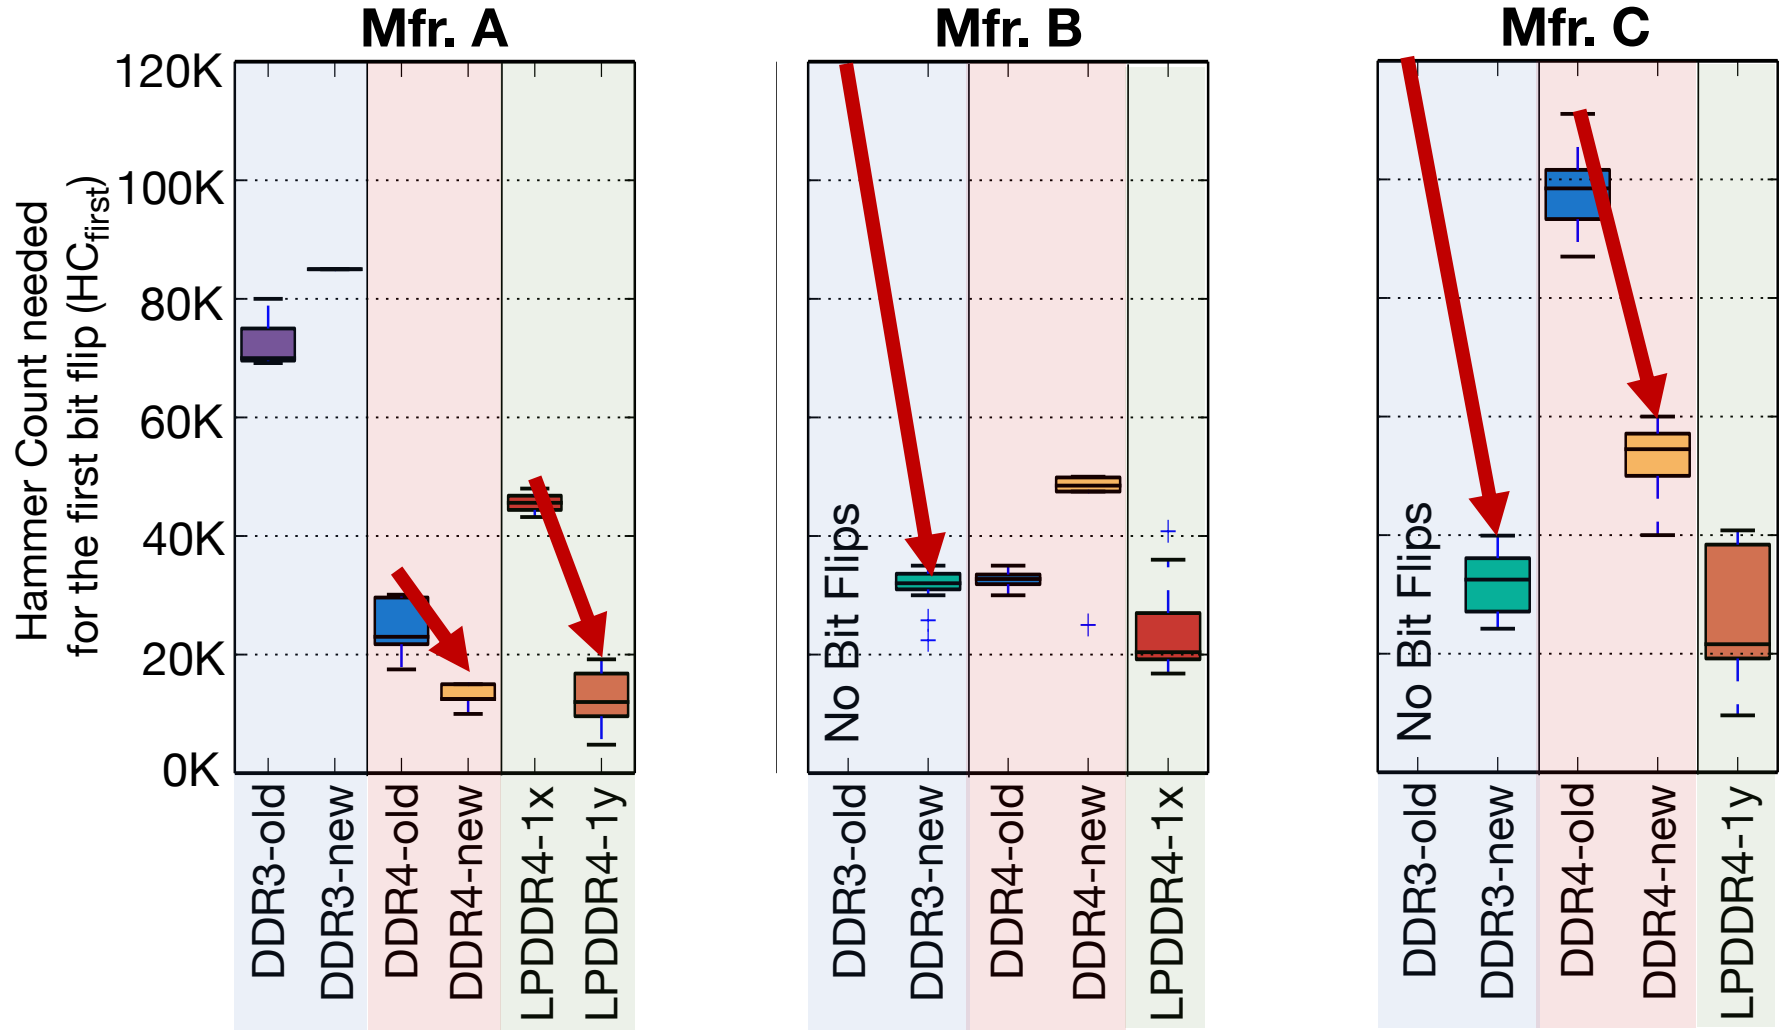 Mfr. A
Mfr. B
Mfr. C
Hammer Count needed
for the first bit flip (HCfirst)
120K
100K
80K
60K
40K
20K
0K
No Bit Flips
No Bit Flips
DDR3-old
DDR3-new
DDR4-old
DDR4-new
LPDDR4-1x
LPDDR4-1y
DDR3-old
DDR3-new
DDR4-old
DDR4-new
LPDDR4-1x
DDR3-old
DDR3-new
DDR4-old
DDR4-new
LPDDR4-1y